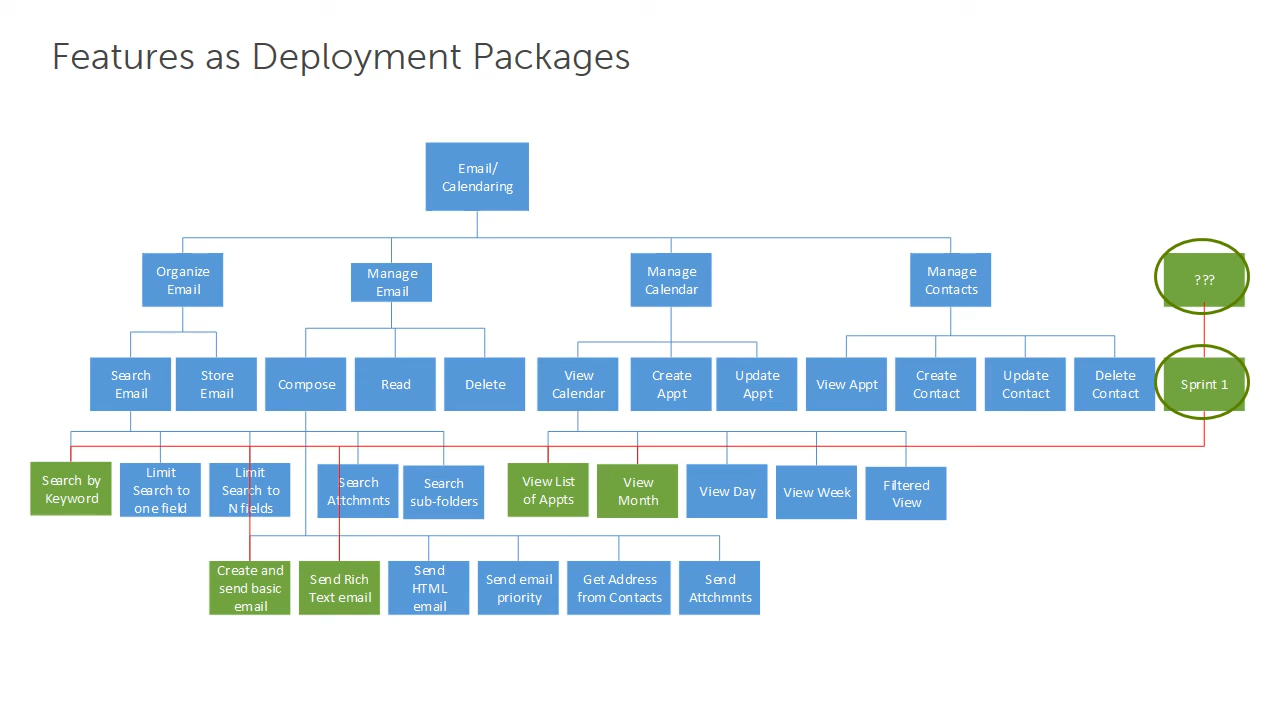 Features as Deployment Packages
Email/
Calendaring
Organize
Email
Manage
Email
Manage
Calendar
Manage
Contacts
???
Search
Email
Store
Email
Compose
Read
Delete
View
Calendar
Create
Appt
Update
Appt
View Appt
Create
Contact
Update
Contact
Delete
Contact
Sprint 1
Search by
Keyword
Limit
Search to
one field
Limit
Search to
N fields
Search
Attchmnts
Search
sub-folders
View List
of Appts
View
Month
View Day
View Week
Filtered
View
Create and
send basic
email
Send Rich
Text email
Send
HTML
email
Send email
priority
Get Address
from Contacts
Send
Attchmnts